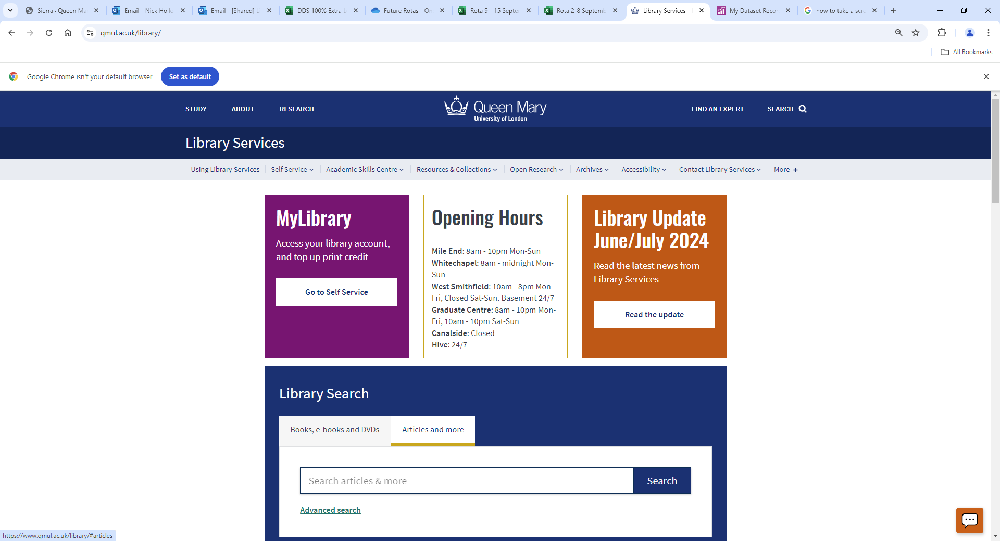 Sierra · Queen Ma
Email - Nick Hollo
Email - [Shared] Li
DDS 100% Extra L
Future Rotas - On
Rota 9 - 15 Septer
Rota 2-8 Septemb
Library Services -
My Dataset Recor
how to take a scre
qmul.ac.uk/library/
All Bookmarks
Google Chrome isn't your default browser
Set as default
STUDY
ABOUT
RESEARCH
Queen Mary
University of London
FIND AN EXPERT
SEARCH
Library Services
Using Library Services
Self Service
Academic Skills Centre
Resources & Collections
Open Research
Archives
Accessibility
Contact Library Services
More +
MyLibrary
Access your library account,
and top up print credit
Go to Self Service
Opening Hours
Mile End: 8am - 10pm Mon-Sun
Whitechapel: 8am - midnight Mon-
Sun
West Smithfield: 10am - 8pm Mon-
Fri, Closed Sat-Sun. Basement 24/7
Graduate Centre: 8am - 10pm Mon-
Fri, 10am - 10pm Sat-Sun
Canalside: Closed
Hive: 24/7
Library Update
June/July 2024
Read the latest news from
Library Services
Read the update
Library Search
Books, e-books and DVDs
Articles and more
Search articles & more
Search
Advanced search
https://www.qmul.ac.uk/library/#articles